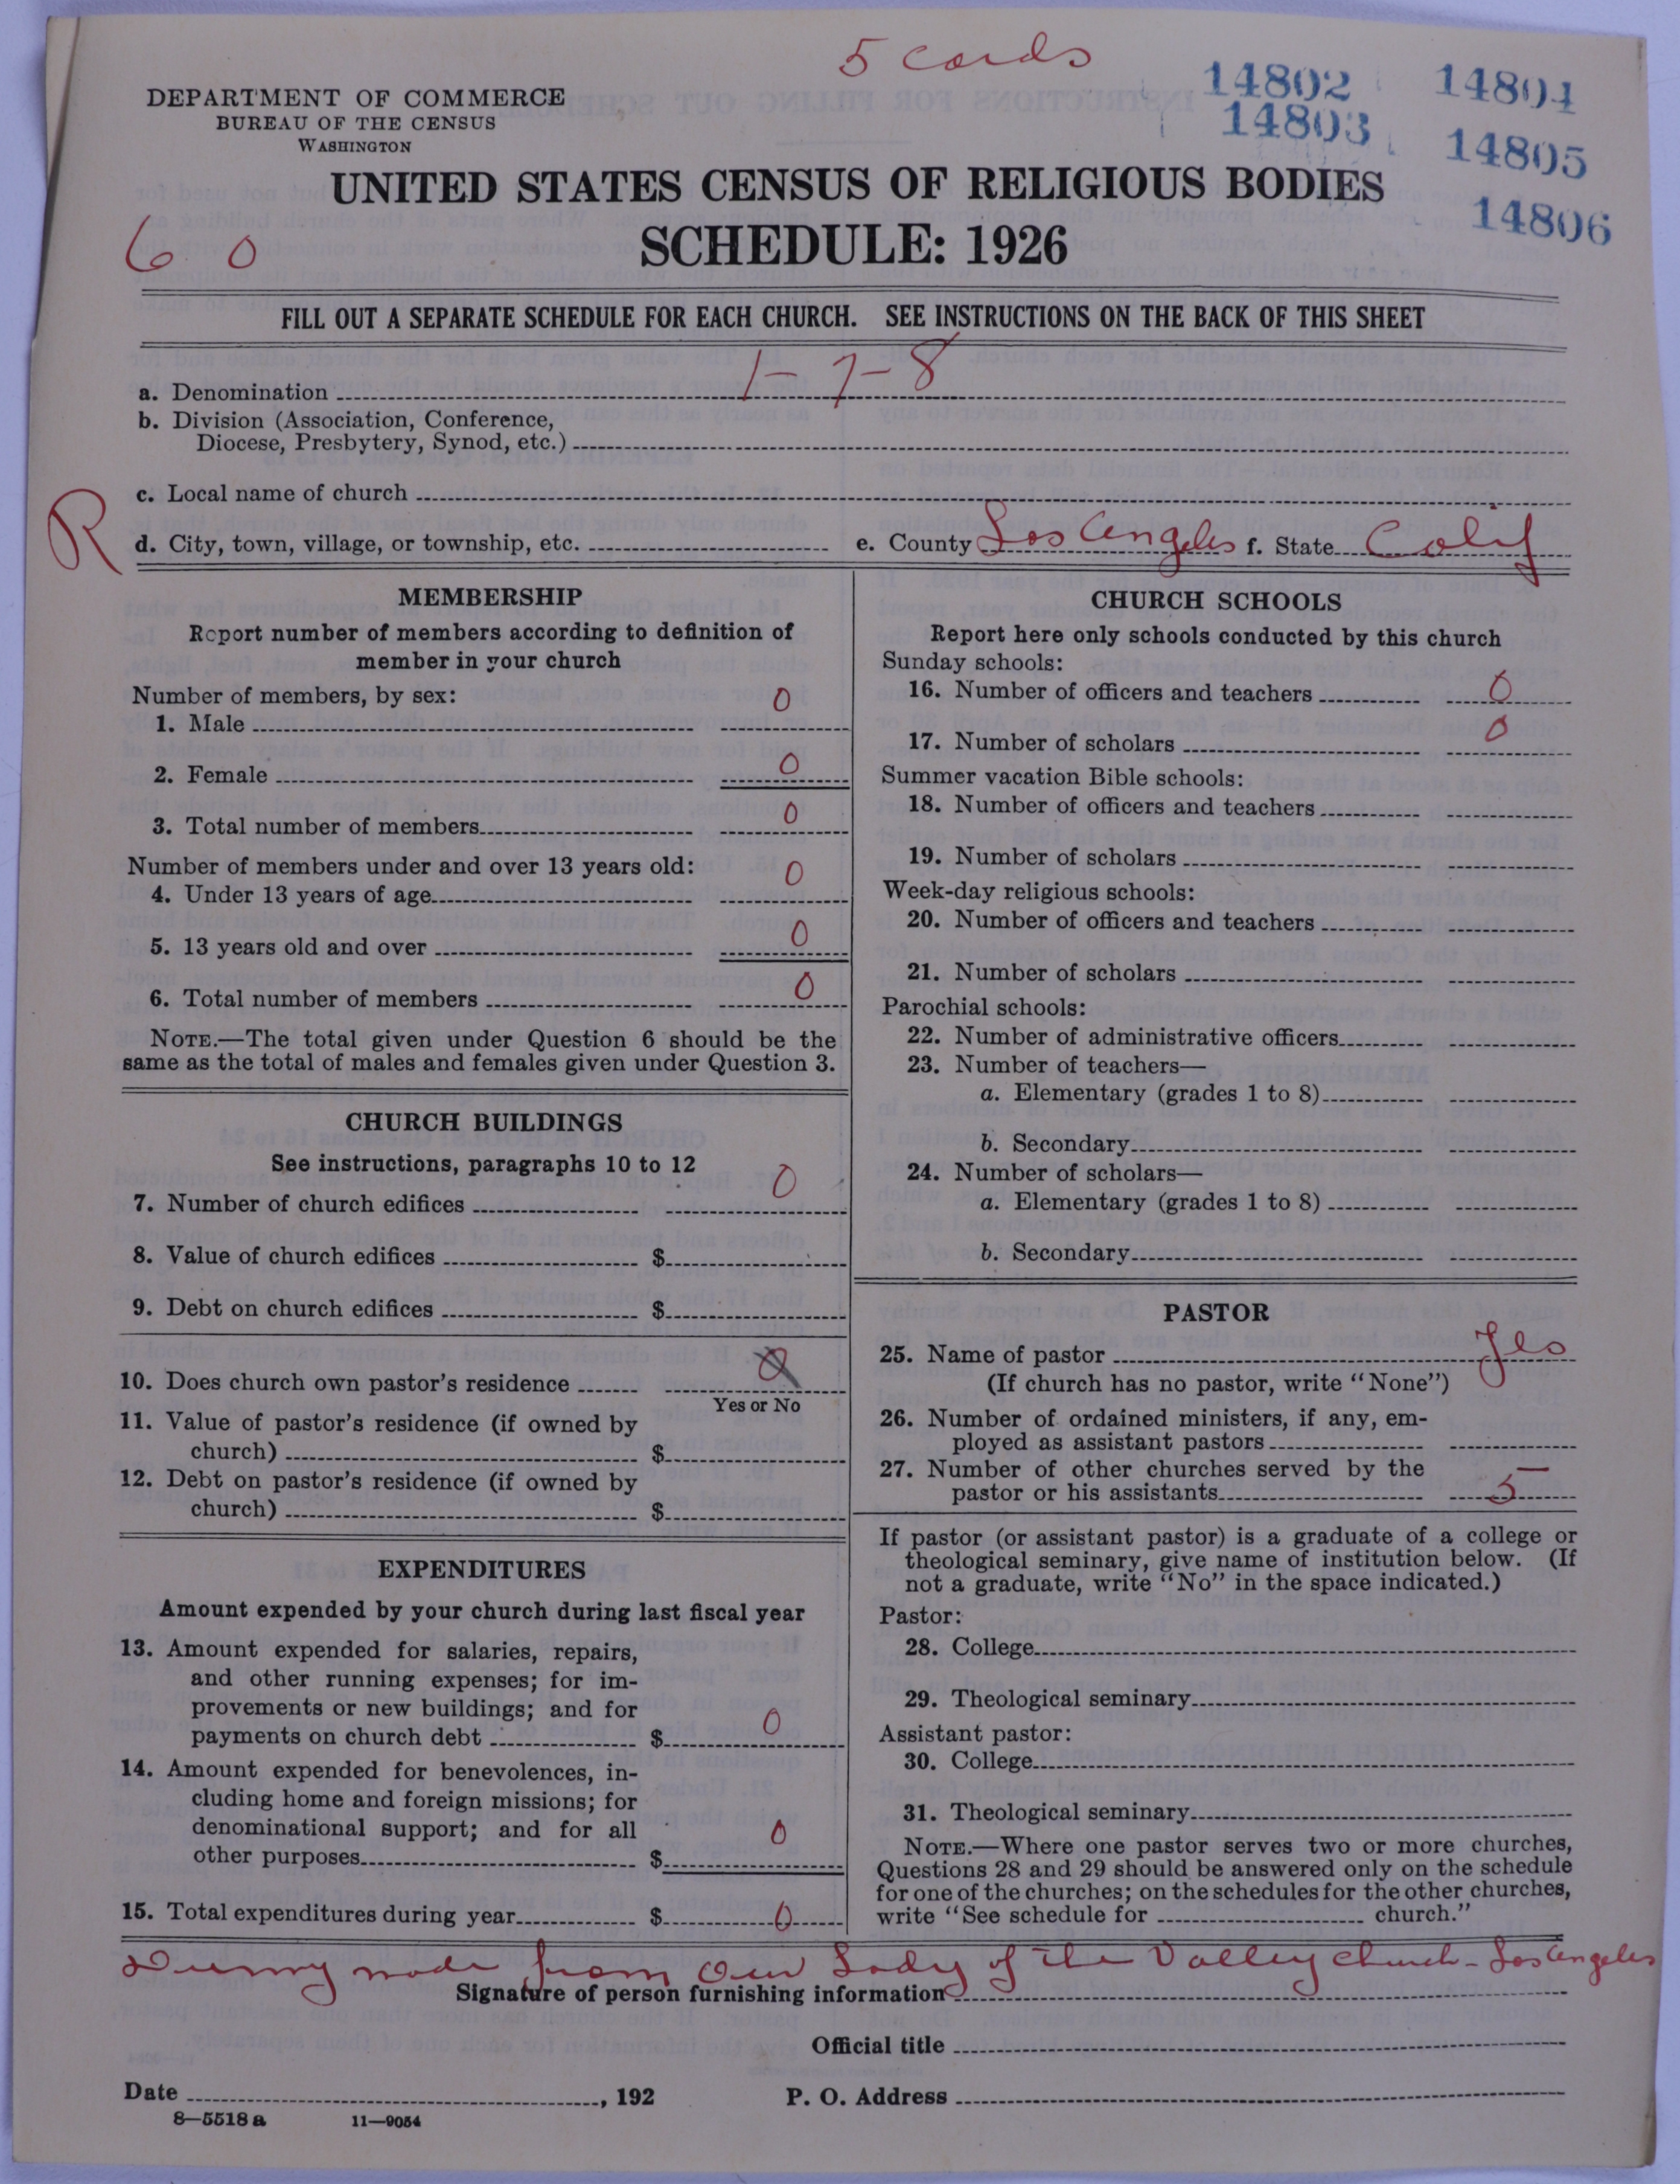 5 cards
14802 14804
14803 14805
14806
DEPARTMENT OF COMMERCE
BUREAU OF THE CENSUS
WASHINGTON
UNITED STATES CENSUS OF RELIGIOUS BODIES
SCHEDULE: 1926
6 0
FILL OUT A SEPARATE SCHEDULE FOR EACH CHURCH. SEE INSTRUCTIONS ON THE BACK OF THIS SHEET
a. Denomination 1-7-8
b. Division (Association, Conference,
Diocese, Presbytery, Synod, etc.)
c. Local name of church
R
d. City, town, village, or township, etc. e. County Los Angeles f. State Calif
MEMBERSHIP
Report number of members according to definition of
member in your church
Number of members, by sex:
1. Male 0
2. Female 0
3. Total number of members 0
Number of members under and over 13 years old:
4. Under 13 years of age 0
5. 13 years old and over 0
6. Total number of members 0
NOTE.—The total given under Question 6 should be the
same as the total of males and females given under Question 3.
CHURCH BUILDINGS
See instructions, paragraphs 10 to 12
7. Number of church edifices 0
8. Value of church edifices $
9. Debt on church edifices $
10. Does church own pastor's residence 0
Yes or No
11. Value of pastor's residence (if owned by
church) $
12. Debt on pastor's residence (if owned by
church) $
EXPENDITURES
Amount expended by your church during last fiscal year
13. Amount expended for salaries, repairs,
and other running expenses; for im-
provements or new buildings; and for
payments on church debt $ 0
14. Amount expended for benevolences, in-
cluding home and foreign missions; for
denominational support; and for all
other purposes $ 0
15. Total expenditures during year $ 0
CHURCH SCHOOLS
Report here only schools conducted by this church
Sunday schools:
16. Number of officers and teachers 0
17. Number of scholars 0
Summer vacation Bible schools:
18. Number of officers and teachers
19. Number of scholars
Week-day religious schools:
20. Number of officers and teachers
21. Number of scholars
Parochial schools:
22. Number of administrative officers
23. Number of teachers—
a. Elementary (grades 1 to 8)
b. Secondary
24. Number of scholars—
a. Elementary (grades 1 to 8)
b. Secondary
PASTOR
25. Name of pastor Yes
(If church has no pastor, write "None")
26. Number of ordained ministers, if any, em-
ployed as assistant pastors
27. Number of other churches served by the
pastor or his assistants 5
If pastor (or assistant pastor) is a graduate of a college or
theological seminary, give name of institution below. (If
not a graduate, write "No" in the space indicated.)
Pastor:
28. College
29. Theological seminary
Assistant pastor:
30. College
31. Theological seminary
NOTE.—Where one pastor serves two or more churches,
Questions 28 and 29 should be answered only on the schedule
for one of the churches; on the schedules for the other churches,
write "See schedule for church."
Dummy made from Our Lady of the Valley church - Los Angeles
Signature of person furnishing information
Official title
Date , 192 P. O. Address
8—5518 a 11—9054